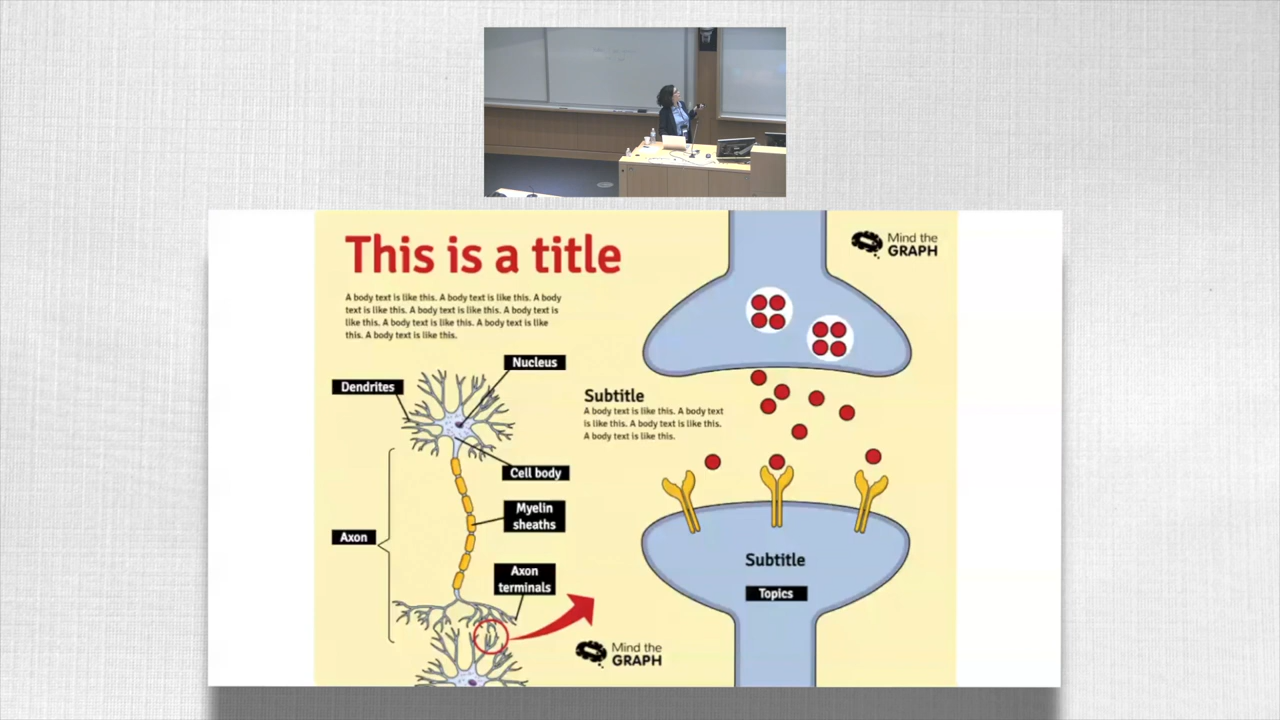 This is a title
Mind the
GRAPH
A body text is like this. A body text is like this. A body
text is like this. A body text is like this. A body text is
like this. A body text is like this. A body text is like
this. A body text is like this.
Nucleus
Dendrites
Subtitle
A body text is like this. A body text
is like this. A body text is like this.
A body text is like this.
Cell body
Myelin
sheaths
Axon
Axon
terminals
Subtitle
Topics
Mind the
GRAPH